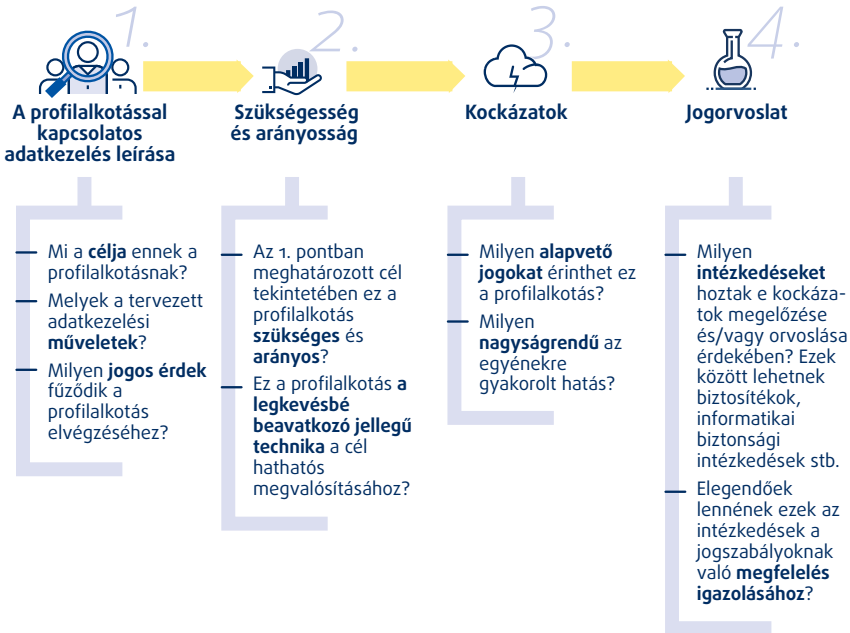 1.
A profilalkotással
kapcsolatos
adatkezelés leírása
Mi a célja ennek a
profilalkotásnak?
Melyek a tervezett
adatkezelési
műveletek?
Milyen jogos érdek
fűződik a
profilalkotás
elvégzéséhez?
2.
Szükségesség
és arányosság
Az 1. pontban
meghatározott cél
tekintetében ez a
profilalkotás
szükséges és
arányos?
Ez a profilalkotás a
legkevésbé
beavatkozó jellegű
technika a cél
hathatós
megvalósításához?
3.
Kockázatok
Milyen alapvető
jogokat érinthet ez
a profilalkotás?
Milyen
nagyságrendű az
egyénekre
gyakorolt hatás?
4.
Jogorvoslat
Milyen
intézkedéseket
hoztak e kockáza-
tok megelőzése
és/vagy orvoslása
érdekében? Ezek
között lehetnek
biztosítékok,
informatikai
biztonsági
intézkedések stb.
Elegendőek
lennének ezek az
intézkedések a
jogszabályoknak
való megfelelés
igazolásához?